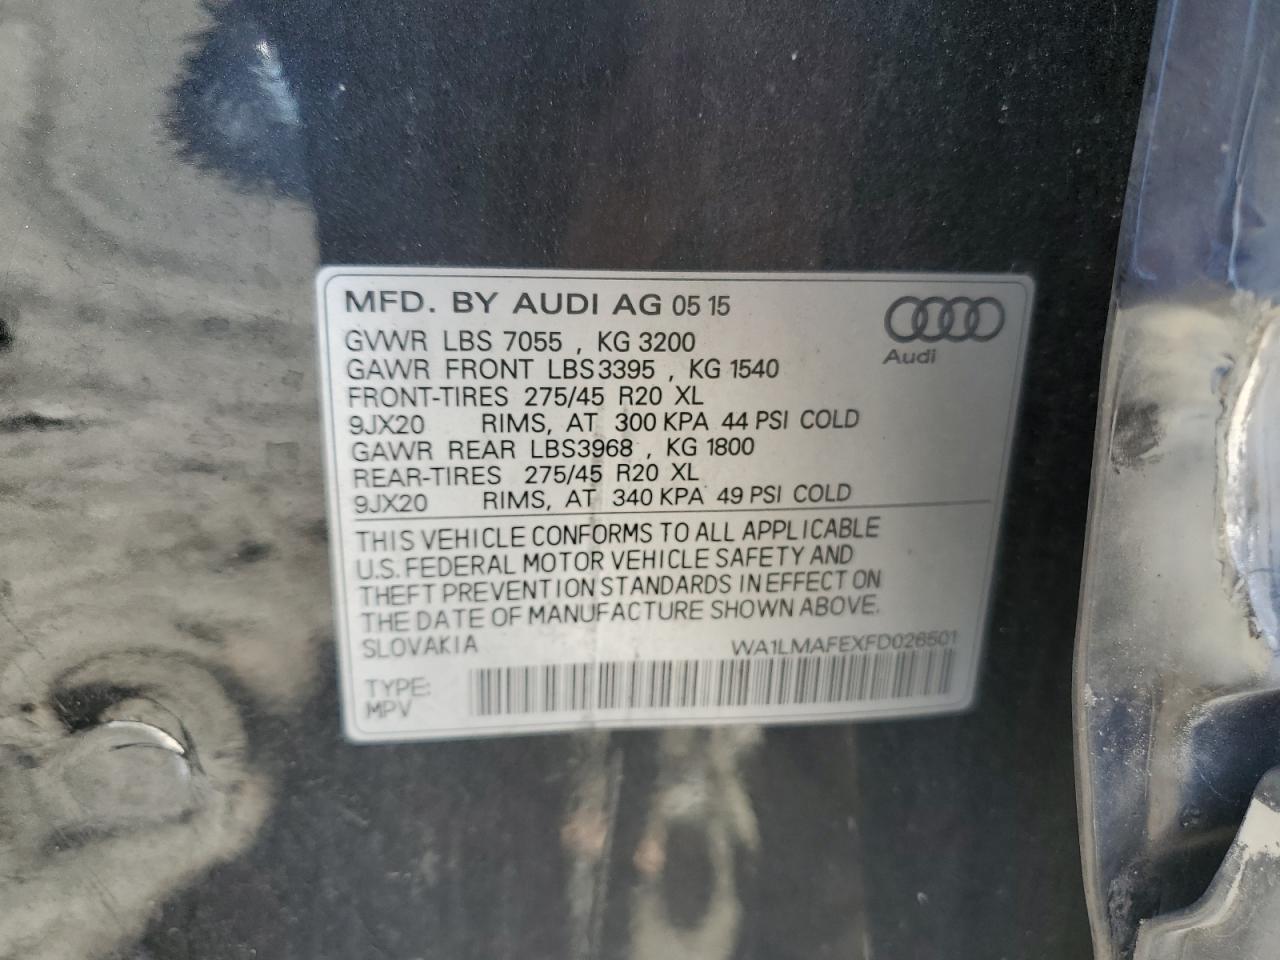 MFD. BY AUDI AG 05 15
Audi
GVWR LBS 7055 , KG 3200
GAWR FRONT LBS3395 , KG 1540
FRONT-TIRES 275/45 R20 XL
9JX20 RIMS, AT 300 KPA 44 PSI COLD
GAWR REAR LBS3968 , KG 1800
REAR-TIRES 275/45 R20 XL
9JX20 RIMS, AT 340 KPA 49 PSI COLD
THIS VEHICLE CONFORMS TO ALL APPLICABLE
U.S. FEDERAL MOTOR VEHICLE SAFETY AND
THEFT PREVENTION STANDARDS IN EFFECT ON
THE DATE OF MANUFACTURE SHOWN ABOVE.
SLOVAKIA WA1LMAFEXFD026501
TYPE:
MPV